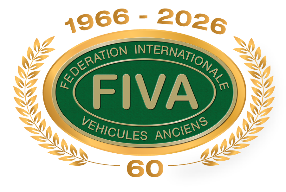 1966 - 2026
FEDERATION INTERNATIONALE
FIVA
VEHICULES ANCIENS
60